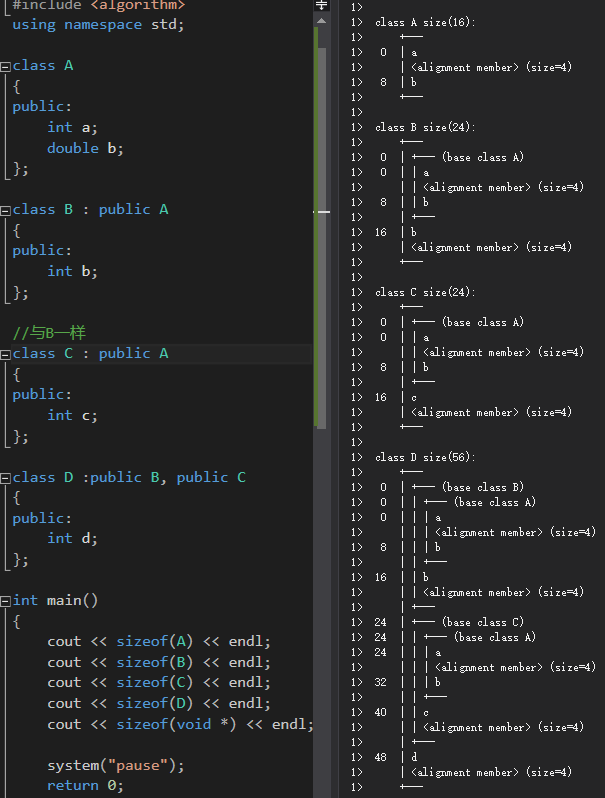 #include <algorithm>
using namespace std;

class A
{
public:
    int a;
    double b;
};

class B : public A
{
public:
    int b;
};

//与B一样
class C : public A
{
public:
    int c;
};

class D :public B, public C
{
public:
    int d;
};

int main()
{
    cout << sizeof(A) << endl;
    cout << sizeof(B) << endl;
    cout << sizeof(C) << endl;
    cout << sizeof(D) << endl;
    cout << sizeof(void *) << endl;

    system("pause");
    return 0;
1>
1>  class A size(16):
1>      +---
1>   0  | a
1>      | <alignment member> (size=4)
1>   8  | b
1>      +---
1>
1>  class B size(24):
1>      +---
1>   0  | +--- (base class A)
1>   0  | | a
1>      | | <alignment member> (size=4)
1>   8  | | b
1>      | +---
1>  16  | b
1>      | <alignment member> (size=4)
1>      +---
1>
1>  class C size(24):
1>      +---
1>   0  | +--- (base class A)
1>   0  | | a
1>      | | <alignment member> (size=4)
1>   8  | | b
1>      | +---
1>  16  | c
1>      | <alignment member> (size=4)
1>      +---
1>
1>  class D size(56):
1>      +---
1>   0  | +--- (base class B)
1>   0  | | +--- (base class A)
1>   0  | | | a
1>      | | | <alignment member> (size=4)
1>   8  | | | b
1>      | | +---
1>  16  | | b
1>      | | <alignment member> (size=4)
1>      | +---
1>  24  | +--- (base class C)
1>  24  | | +--- (base class A)
1>  24  | | | a
1>      | | | <alignment member> (size=4)
1>  32  | | | b
1>      | | +---
1>  40  | | c
1>      | | <alignment member> (size=4)
1>      | +---
1>  48  | d
1>      | <alignment member> (size=4)
1>      +---